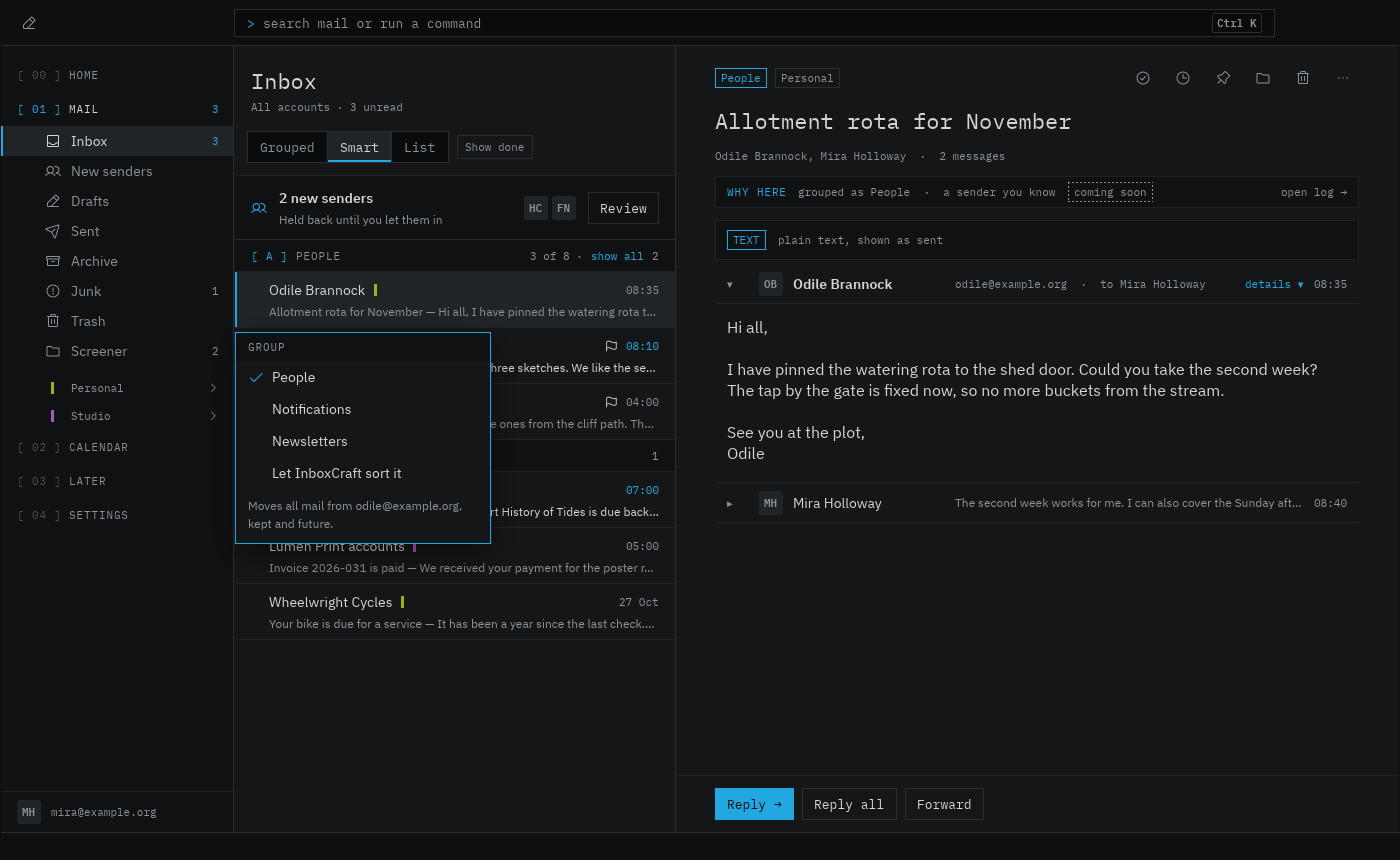 > search mail or run a command
Ctrl K
[ 00 ] HOME
[ 01 ] MAIL 3
Inbox 3
New senders
Drafts
Sent
Archive
Junk 1
Trash
Screener 2
Personal
Studio
[ 02 ] CALENDAR
[ 03 ] LATER
[ 04 ] SETTINGS
MH mira@example.org
Inbox
All accounts · 3 unread
Grouped Smart List Show done
2 new senders
Held back until you let them in
HC FN Review
[ A ] PEOPLE 3 of 8 · show all 2
Odile Brannock 08:35
Allotment rota for November — Hi all, I have pinned the watering rota t…
08:10
hree sketches. We like the se…
04:00
e ones from the cliff path. Th…
1
07:00
rt History of Tides is due back…
GROUP
People
Notifications
Newsletters
Let InboxCraft sort it
Moves all mail from odile@example.org,
kept and future.
Lumen Print accounts 05:00
Invoice 2026-031 is paid — We received your payment for the poster r…
Wheelwright Cycles 27 Oct
Your bike is due for a service — It has been a year since the last check.…
People Personal
···
Allotment rota for November
Odile Brannock, Mira Holloway · 2 messages
WHY HERE grouped as People · a sender you know coming soon open log →
TEXT plain text, shown as sent
▾ OB Odile Brannock odile@example.org · to Mira Holloway details ▾ 08:35
Hi all,
I have pinned the watering rota to the shed door. Could you take the second week?
The tap by the gate is fixed now, so no more buckets from the stream.
See you at the plot,
Odile
▸ MH Mira Holloway The second week works for me. I can also cover the Sunday aft… 08:40
Reply → Reply all Forward